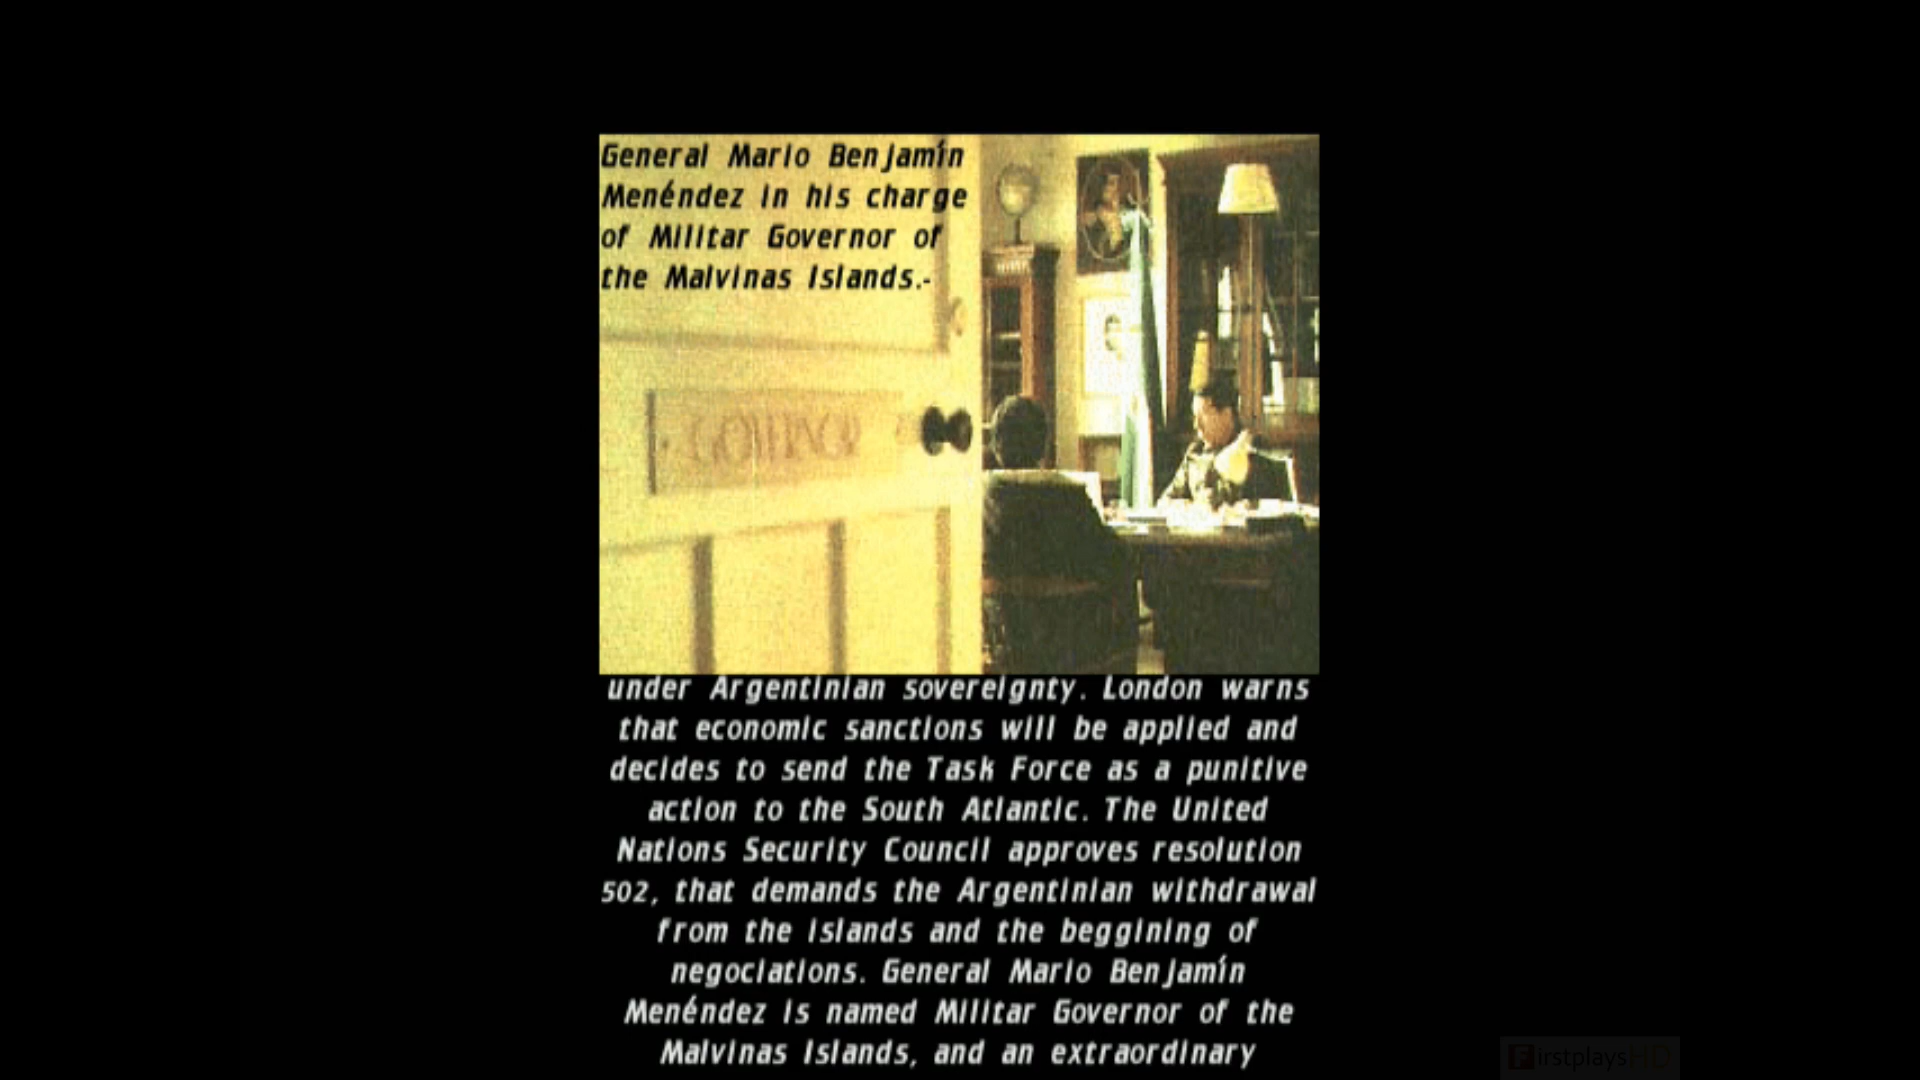 General Mario Benjamín
Menéndez in his charge
of Militar Governor of
the Malvinas Islands.-
GOVERNOR
under Argentinian sovereignty. London warns
that economic sanctions will be applied and
decides to send the Task Force as a punitive
action to the South Atlantic. The United
Nations Security Council approves resolution
502, that demands the Argentinian withdrawal
from the islands and the beggining of
negociations. General Mario Benjamín
Menéndez is named Militar Governor of the
Malvinas Islands, and an extraordinary
FirstplaysHD